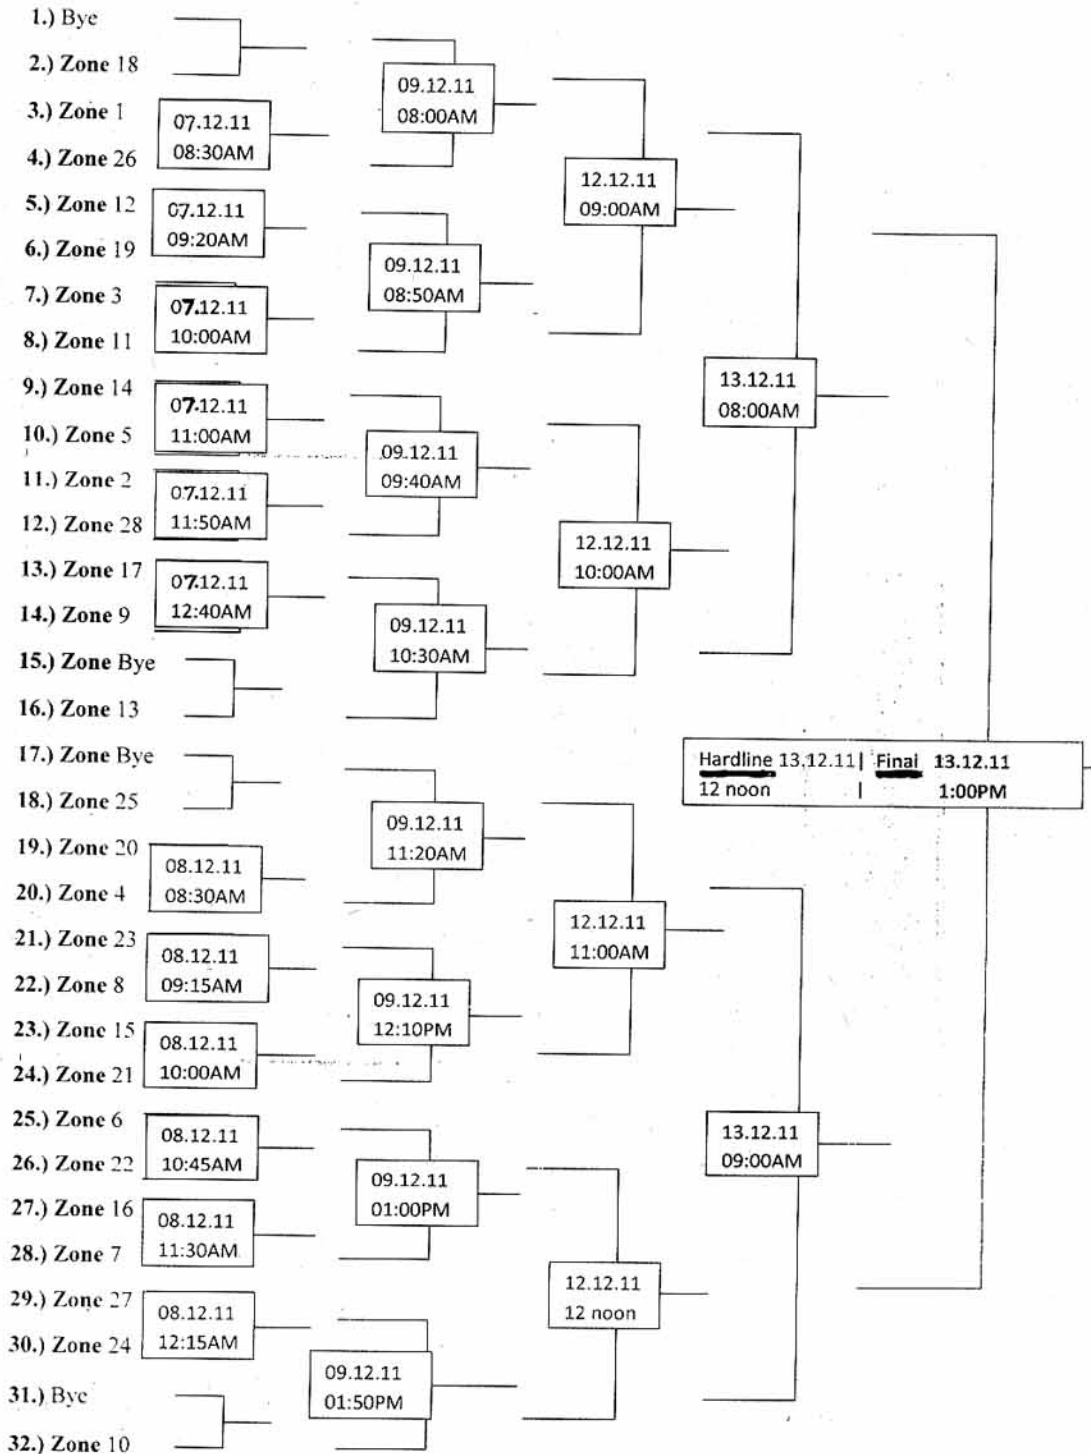 1.) Bye
2.) Zone 18
3.) Zone 1
4.) Zone 26
07.12.11
08:30AM
5.) Zone 12
6.) Zone 19
07.12.11
09:20AM
7.) Zone 3
8.) Zone 11
07.12.11
10:00AM
9.) Zone 14
10.) Zone 5
07.12.11
11:00AM
11.) Zone 2
12.) Zone 28
07.12.11
11:50AM
13.) Zone 17
14.) Zone 9
07.12.11
12:40AM
15.) Zone Bye
16.) Zone 13
17.) Zone Bye
18.) Zone 25
19.) Zone 20
20.) Zone 4
08.12.11
08:30AM
21.) Zone 23
22.) Zone 8
08.12.11
09:15AM
23.) Zone 15
24.) Zone 21
08.12.11
10:00AM
25.) Zone 6
26.) Zone 22
08.12.11
10:45AM
27.) Zone 16
28.) Zone 7
08.12.11
11:30AM
29.) Zone 27
30.) Zone 24
08.12.11
12:15AM
31.) Bye
32.) Zone 10
09.12.11
08:00AM
09.12.11
08:50AM
09.12.11
09:40AM
09.12.11
10:30AM
09.12.11
11:20AM
09.12.11
12:10PM
09.12.11
01:00PM
09.12.11
01:50PM
12.12.11
09:00AM
12.12.11
10:00AM
12.12.11
11:00AM
12.12.11
12 noon
13.12.11
08:00AM
13.12.11
09:00AM
Hardline 13.12.11| Final 13.12.11
12 noon | 1:00PM